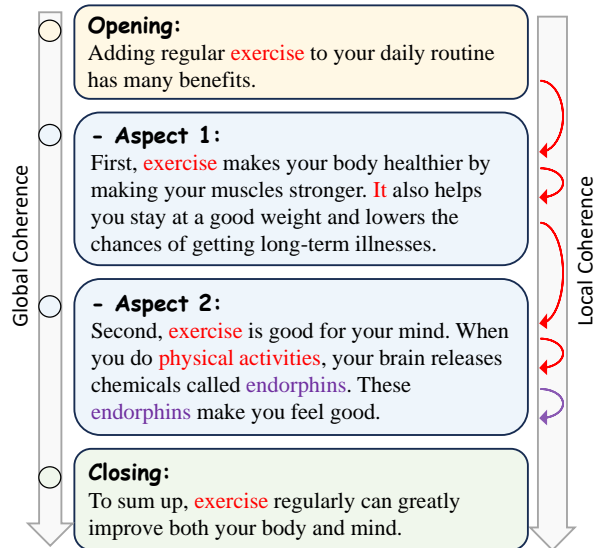 Opening:
Adding regular exercise to your daily routine
has many benefits.
- Aspect 1:
First, exercise makes your body healthier by
making your muscles stronger. It also helps
you stay at a good weight and lowers the
chances of getting long-term illnesses.
- Aspect 2:
Second, exercise is good for your mind. When
you do physical activities, your brain releases
chemicals called endorphins. These
endorphins make you feel good.
Closing:
To sum up, exercise regularly can greatly
improve both your body and mind.
Global Coherence
Local Coherence